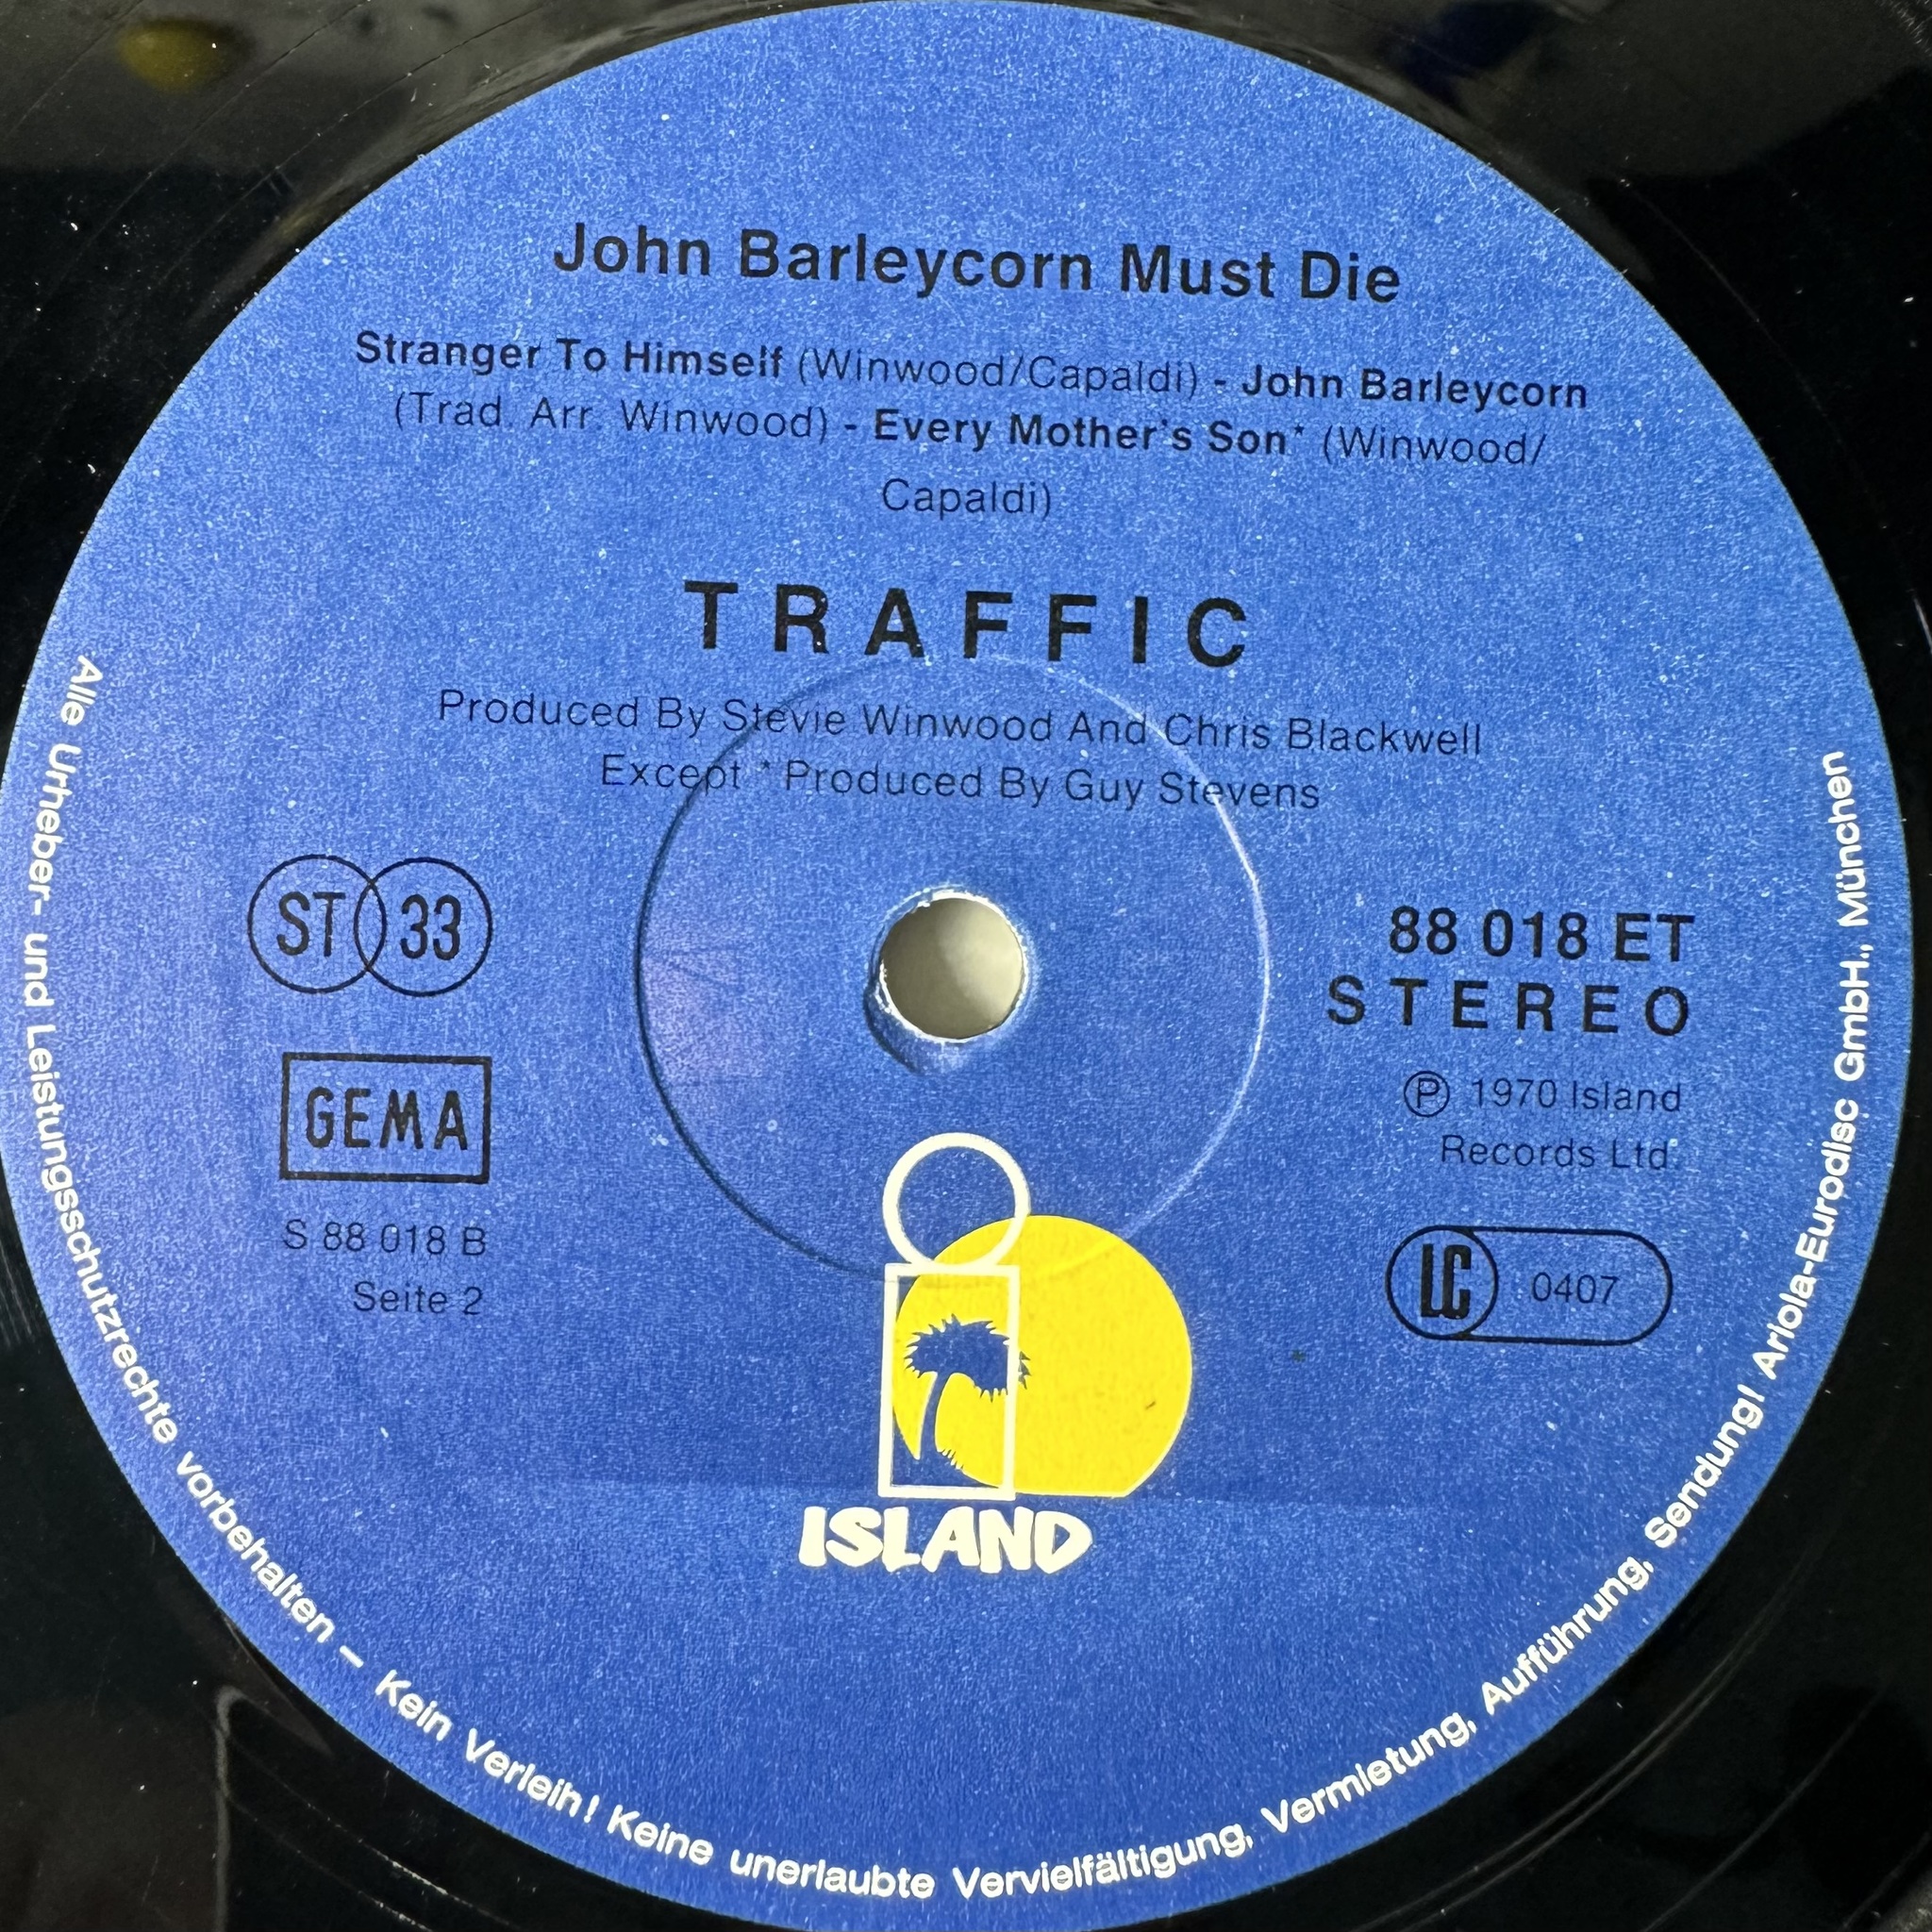 John Barleycorn Must Die
Stranger To Himself (Winwood/Capaldi) - John Barleycorn
(Trad. Arr. Winwood) - Every Mother's Son* (Winwood/
Capaldi)
TRAFFIC
Produced By Stevie Winwood And Chris Blackwell
Except * Produced By Guy Stevens
ST 33
GEMA
S 88 018 B
Seite 2
88 018 ET
STEREO
Ⓟ 1970 Island
Records Ltd.
LC 0407
ISLAND
Alle Urheber- und Leistungsschutzrechte vorbehalten – Kein Verleih! Keine unerlaubte Vervielfältigung, Vermietung, Aufführung, Sendung! Ariola-Eurodisc GmbH., München